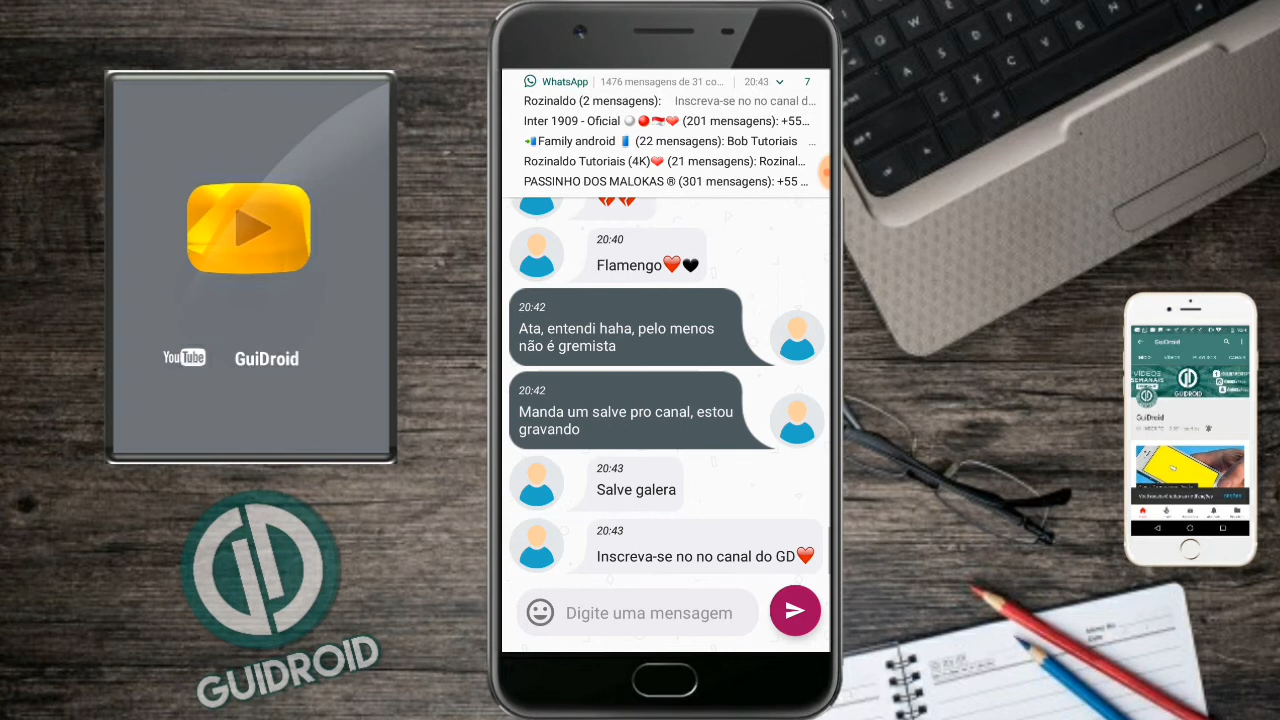 WhatsApp | 1476 mensagens de 31 co... | 20:43 7
Rozinaldo (2 mensagens): Inscreva-se no no canal d...
Inter 1909 - Oficial ⚪🔴🇮🇩❤️ (201 mensagens): +55...
📲Family android 📱 (22 mensagens): Bob Tutoriais ...
Rozinaldo Tutoriais (4K)❤️ (21 mensagens): Rozinal...
PASSINHO DOS MALOKAS ® (301 mensagens): +55 ...
💔💔
20:40
Flamengo❤️🖤
20:42
Ata, entendi haha, pelo menos
não é gremista
20:42
Manda um salve pro canal, estou
gravando
20:43
Salve galera
20:43
Inscreva-se no no canal do GD❤️
Digite uma mensagem
YouTube GuiDroid
GUIDROID
GuiDroid
VÍDEOS
SEMANAIS
GUIDROID
GuiDroid